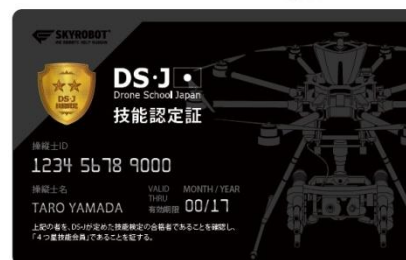 SKYROBOT
DS·J
Drone School Japan
DS·J
技能認定証
操縦士ID
1234 5678 9000
操縦士名
TARO YAMADA
VALID THRU
MONTH / YEAR
有効期限
00/17
上記の者を、DS•Jが定めた技能検定の合格者であることを確認し、
「4つ星技能会員」であることを証する。